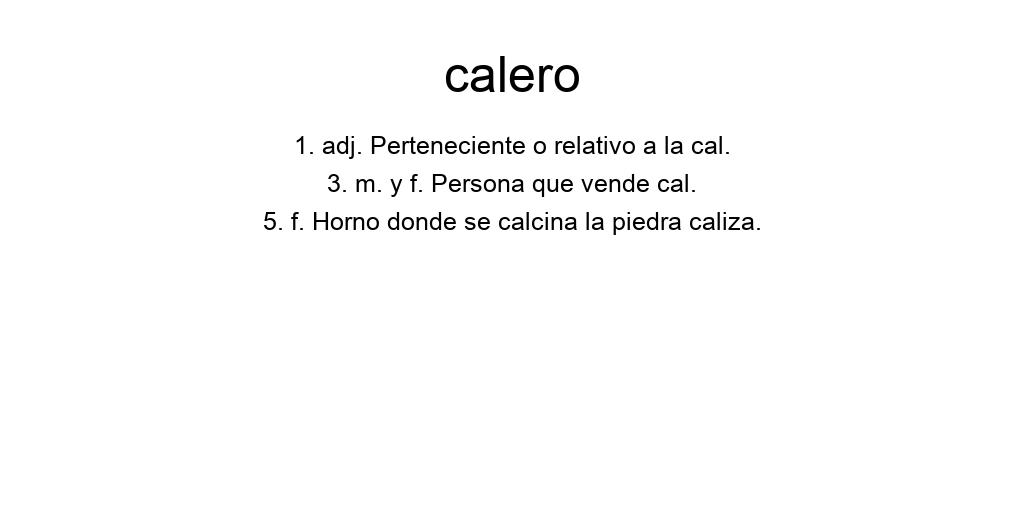 calero
1. adj. Perteneciente o relativo a la cal.
3. m. y f. Persona que vende cal.
5. f. Horno donde se calcina la piedra caliza.